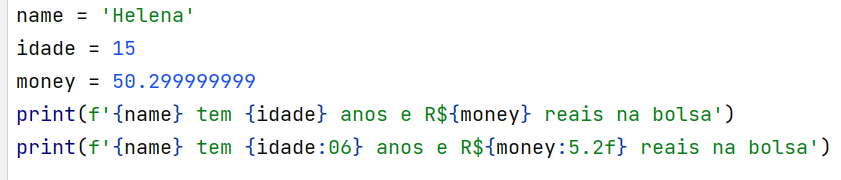 name = 'Helena'
idade = 15
money = 50.299999999
print(f'{name} tem {idade} anos e R${money} reais na bolsa')
print(f'{name} tem {idade:06} anos e R${money:5.2f} reais na bolsa')